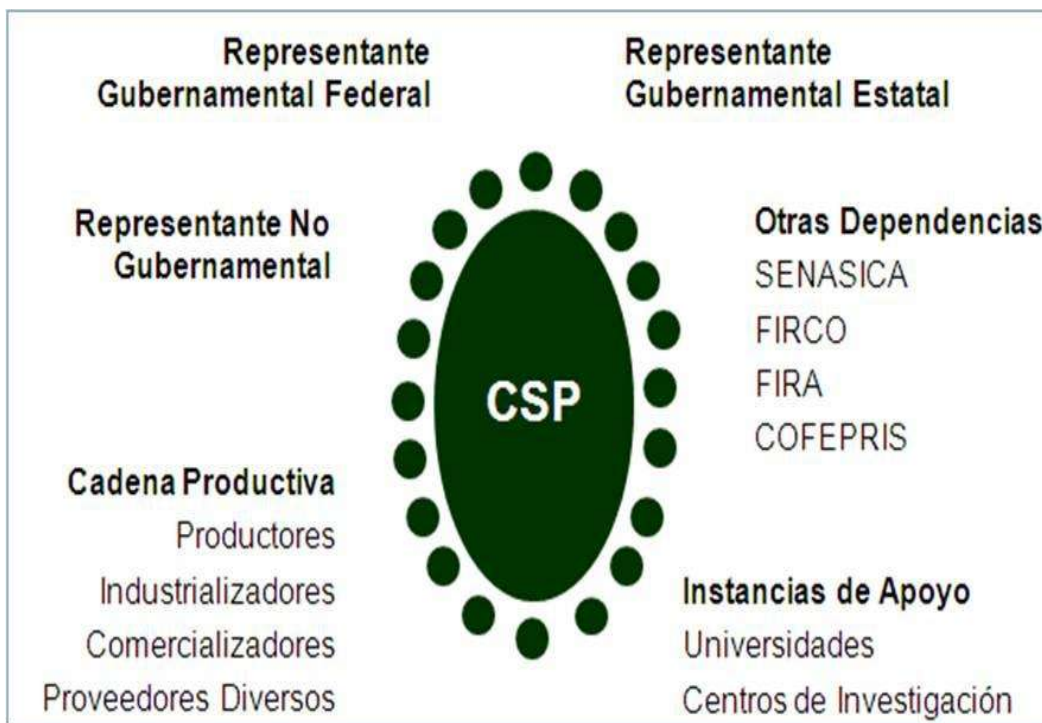 Representante
Gubernamental Federal
Representante
Gubernamental Estatal
Representante No
Gubernamental
Otras Dependencias
SENASICA
FIRCO
FIRA
COFEPRIS
CSP
Cadena Productiva
Productores
Industrializadores
Comercializadores
Proveedores Diversos
Instancias de Apoyo
Universidades
Centros de Investigación